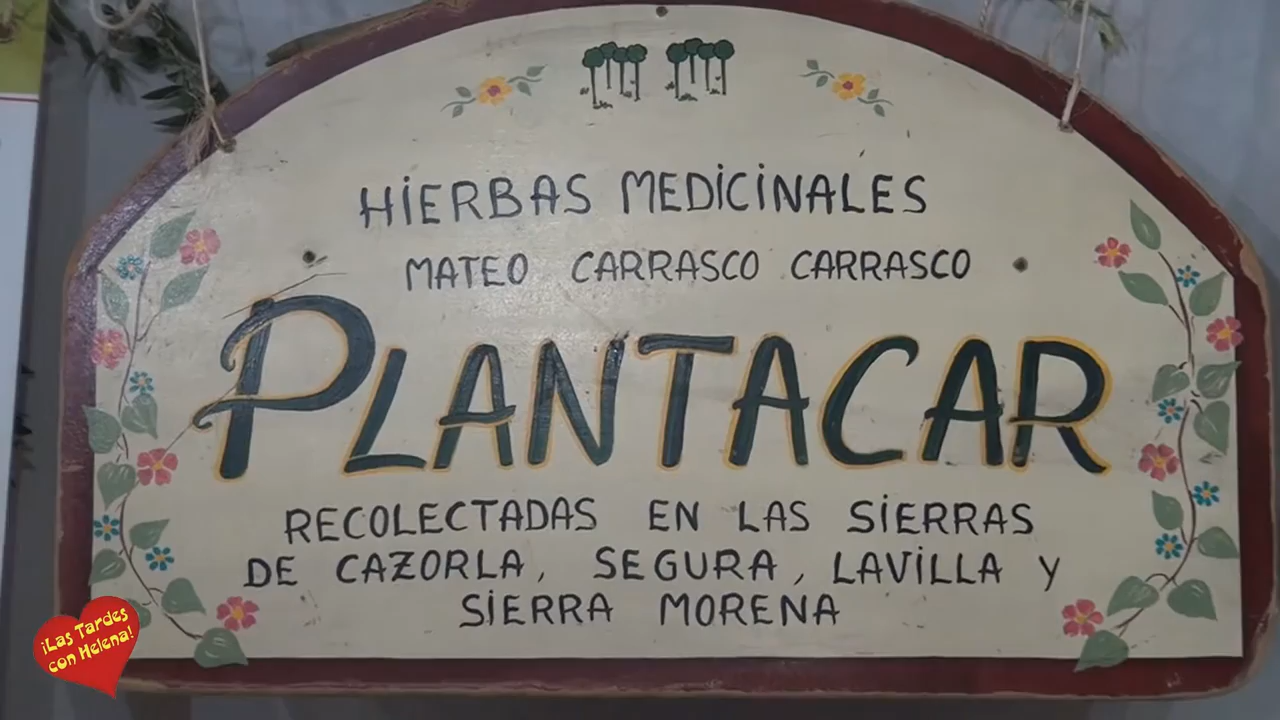 HiERBAS MEDiCiNALES
MATEO CARRASCO CARRASCO
PLANTACAR
RECOLECTADAS EN LAS SiERRAS
DE CAZORLA, SEGURA, LAViLLA Y
SiERRA MORENA
¡Las Tardes
con Helena!